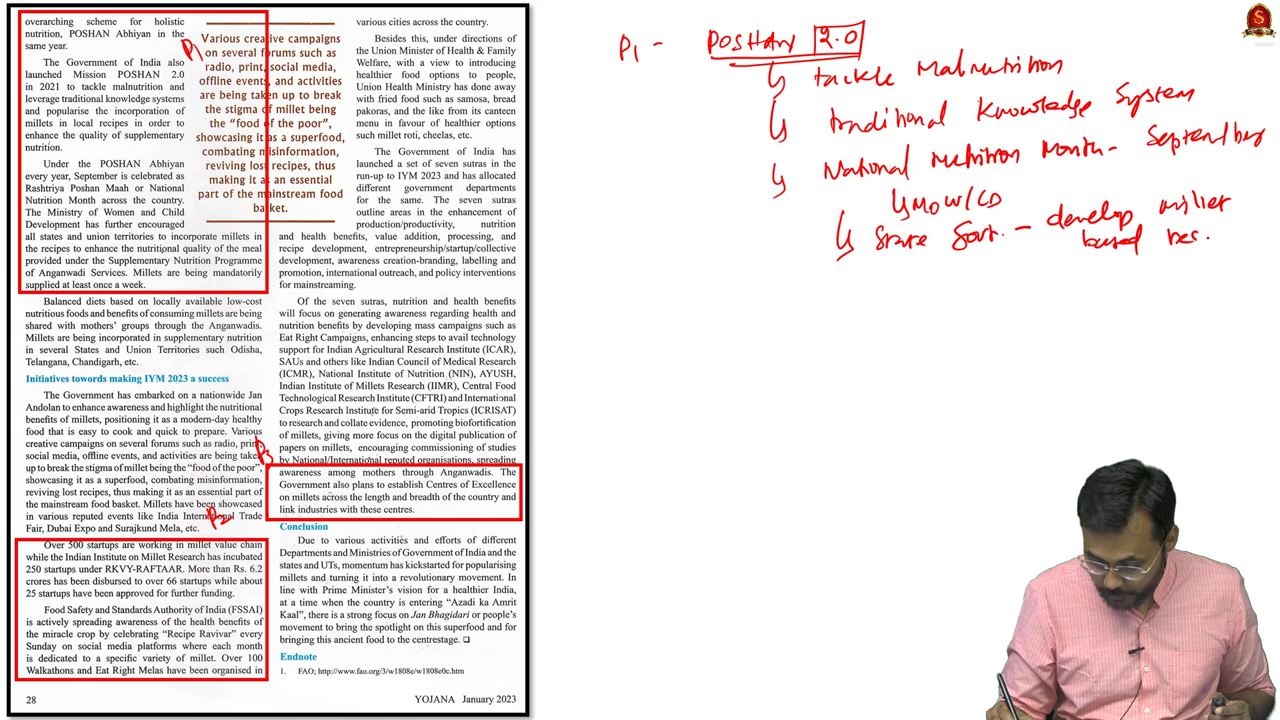 overarching scheme for holistic
nutrition, POSHAN Abhiyan in the
same year.
The Government of India also
launched Mission POSHAN 2.0
in 2021 to tackle malnutrition and
leverage traditional knowledge systems
and popularise the incorporation of
millets in local recipes in order to
enhance the quality of supplementary
nutrition.
Under the POSHAN Abhiyan
every year, September is celebrated as
Rashtriya Poshan Maah or National
Nutrition Month across the country.
The Ministry of Women and Child
Development has further encouraged
all states and union territories to incorporate millets in
the recipes to enhance the nutritional quality of the meal
provided under the Supplementary Nutrition Programme
of Anganwadi Services. Millets are being mandatorily
supplied at least once a week.
Balanced diets based on locally available low-cost
nutritious foods and benefits of consuming millets are being
shared with mothers' groups through the Anganwadis.
Millets are being incorporated in supplementary nutrition
in several States and Union Territories such Odisha,
Telangana, Chandigarh, etc.
Initiatives towards making IYM 2023 a success
The Government has embarked on a nationwide Jan
Andolan to enhance awareness and highlight the nutritional
benefits of millets, positioning it as a modern-day healthy
food that is easy to cook and quick to prepare. Various
creative campaigns on several forums such as radio, print,
social media, offline events, and activities are being taken
up to break the stigma of millet being the "food of the poor",
showcasing it as a superfood, combating misinformation,
reviving lost recipes, thus making it as an essential part of
the mainstream food basket. Millets have been showcased
in various reputed events like India International Trade
Fair, Dubai Expo and Surajkund Mela, etc.
Over 500 startups are working in millet value chain
while the Indian Institute on Millet Research has incubated
250 startups under RKVY-RAFTAAR. More than Rs. 6.2
crores has been disbursed to over 66 startups while about
25 startups have been approved for further funding.
Food Safety and Standards Authority of India (FSSAI)
is actively spreading awareness of the health benefits of
the miracle crop by celebrating "Recipe Ravivar" every
Sunday on social media platforms where each month
is dedicated to a specific variety of millet. Over 100
Walkathons and Eat Right Melas have been organised in
P1
P2
P3
Various creative campaigns
on several forums such as
radio, print, social media,
offline events, and activities
are being taken up to break
the stigma of millet being
the "food of the poor",
showcasing it as a superfood,
combating misinformation,
reviving lost recipes, thus
making it as an essential
part of the mainstream food
basket.
various cities across the country.
Besides this, under directions of
the Union Minister of Health & Family
Welfare, with a view to introducing
healthier food options to people,
Union Health Ministry has done away
with fried food such as samosa, bread
pakoras, and the like from its canteen
menu in favour of healthier options
such millet roti, cheelas, etc.
The Government of India has
launched a set of seven sutras in the
run-up to IYM 2023 and has allocated
different government departments
for the same. The seven sutras
outline areas in the enhancement of
production/productivity, nutrition
and health benefits, value addition, processing, and
recipe development, entrepreneurship/startup/collective
development, awareness creation-branding, labelling and
promotion, international outreach, and policy interventions
for mainstreaming.
Of the seven sutras, nutrition and health benefits
will focus on generating awareness regarding health and
nutrition benefits by developing mass campaigns such as
Eat Right Campaigns, enhancing steps to avail technology
support for Indian Agricultural Research Institute (ICAR),
SAUs and others like Indian Council of Medical Research
(ICMR), National Institute of Nutrition (NIN), AYUSH,
Indian Institute of Millets Research (IIMR), Central Food
Technological Research Institute (CFTRI) and International
Crops Research Institute for Semi-arid Tropics (ICRISAT)
to research and collate evidence, promoting biofortification
of millets, giving more focus on the digital publication of
papers on millets, encouraging commissioning of studies
by National/International reputed organisations, spreading
awareness among mothers through Anganwadis. The
Government also plans to establish Centres of Excellence
on millets across the length and breadth of the country and
link industries with these centres.
Conclusion
Due to various activities and efforts of different
Departments and Ministries of Government of India and the
states and UTs, momentum has kickstarted for popularising
millets and turning it into a revolutionary movement. In
line with Prime Minister's vision for a healthier India,
at a time when the country is entering "Azadi ka Amrit
Kaal", there is a strong focus on Jan Bhagidari or people's
movement to bring the spotlight on this superfood and for
bringing this ancient food to the centrestage. ❑
Endnote
1. FAO; http://www.fao.org/3/w1808e/w1808e0c.htm
28
YOJANA January 2023
P1 - POSHAN 2.0
tackle Malnutrition
traditional Knowledge System
National Nutrition Month - September
MOW/CD
State Govt. - develop millet
based rec.
S